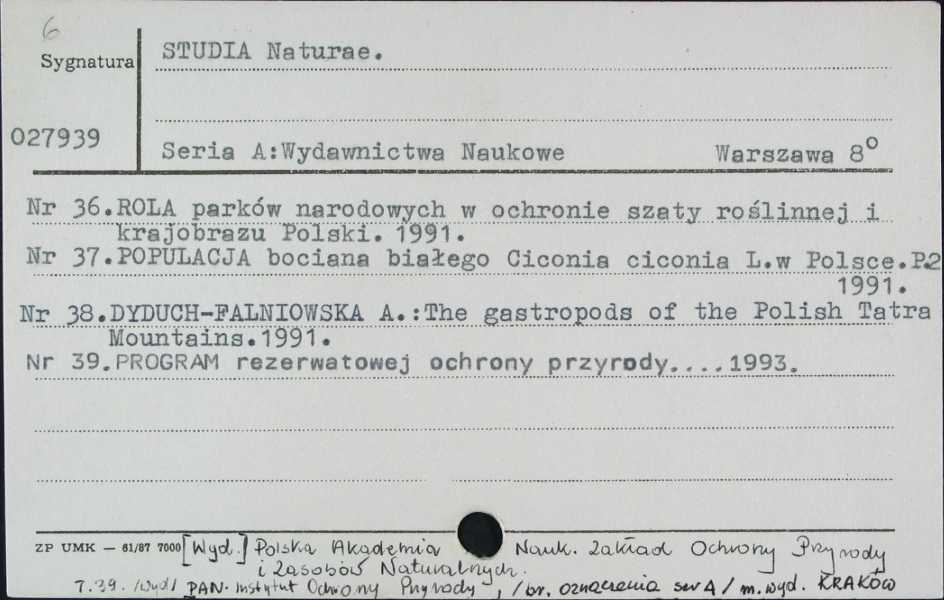 6
Sygnatura
STUDIA Naturae.
027939
Seria A:Wydawnictwa Naukowe Warszawa 8°
Nr 36.ROLA parków narodowych w ochronie szaty roślinnej i
krajobrazu Polski. 1991.
Nr 37.POPULACJA bociana białego Ciconia ciconia L.w Polsce.P.2
1991.
Nr 38.DYDUCH-FALNIOWSKA A.:The gastropods of the Polish Tatra
Mountains.1991.
Nr 39.PROGRAM rezerwatowej ochrony przyrody....1993.
ZP UMK — 61/87 7000 [Wyd.] Polska Akademia Nauk. Zakład Ochrony Przyrody
i Zasobów Naturalnych.
T.39. /wyd/ PAN. Instytut Ochrony Przyrody, /br. oznaczenia ser A/ m. wyd. KRAKÓW